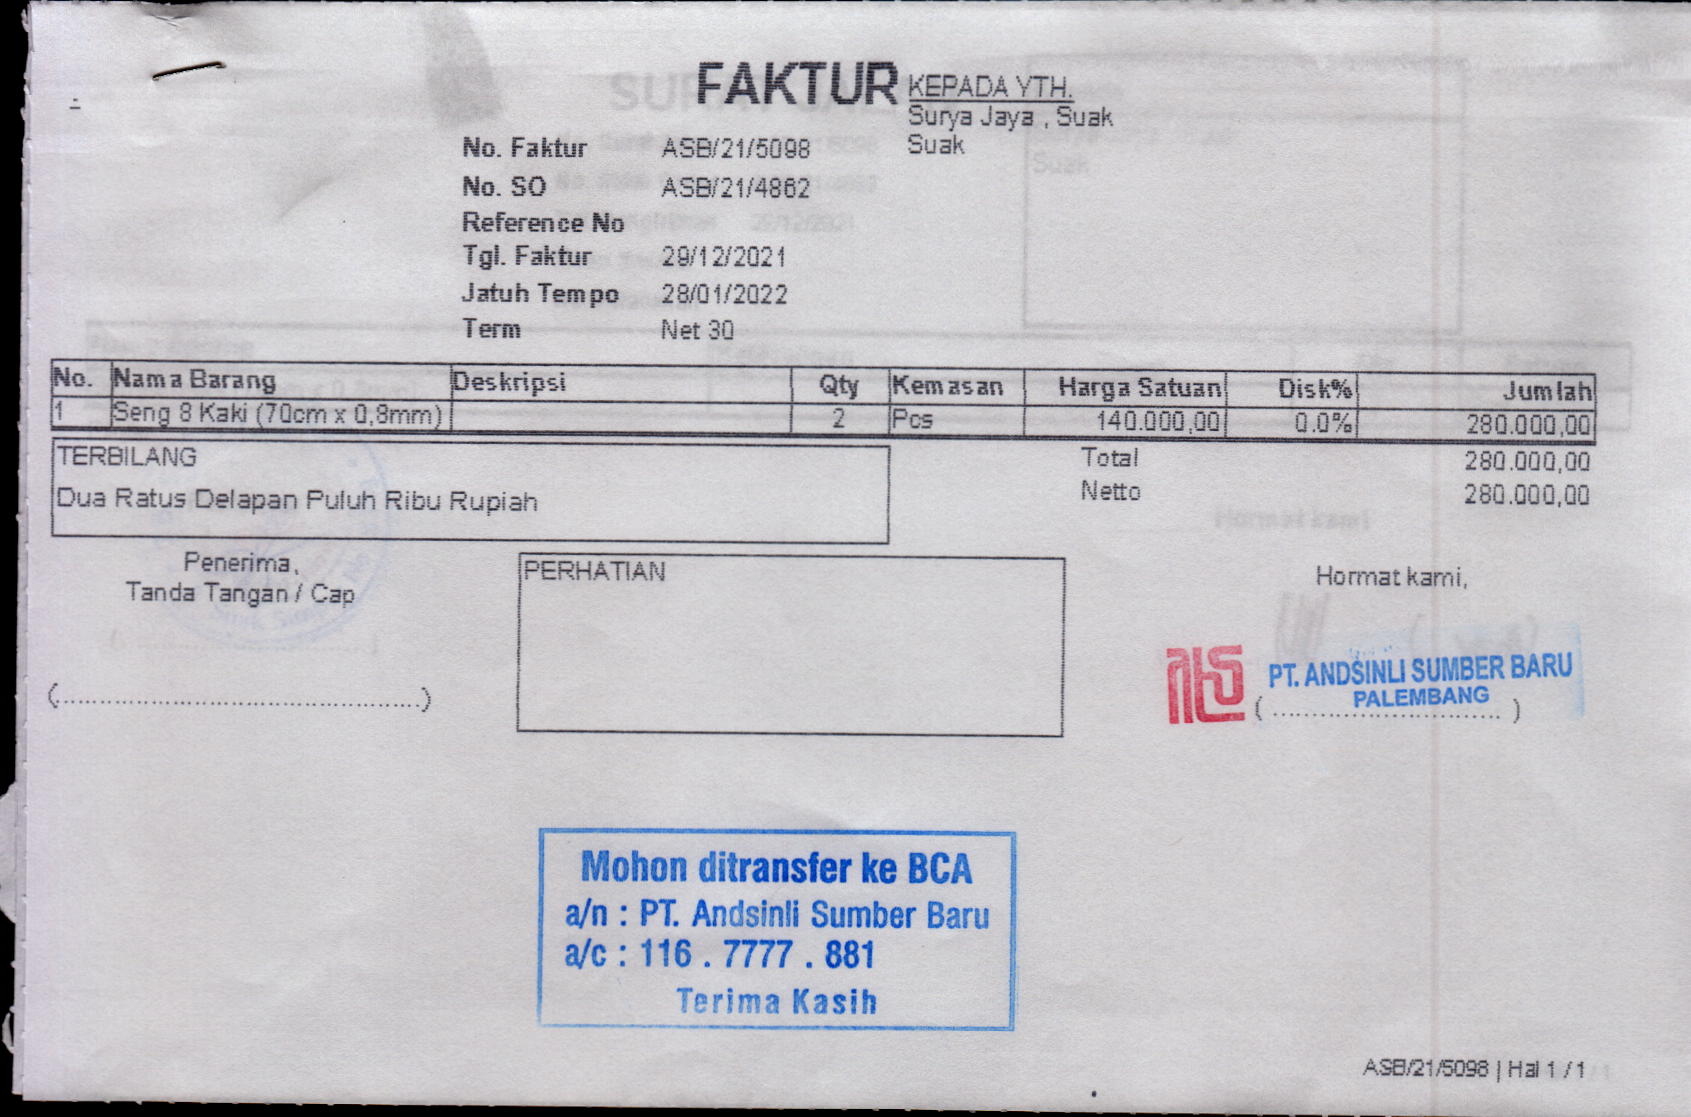 FAKTUR
KEPADA YTH.
Surya Jaya , Suak
Suak
No. Faktur ASB/21/5098
No. SO ASB/21/4862
Reference No
Tgl. Faktur 29/12/2021
Jatuh Tempo 28/01/2022
Term Net 30
No. Nama Barang Deskripsi Qty Kemasan Harga Satuan Disk% Jumlah
1 Seng 8 Kaki (70cm x 0,8mm) 2 Pcs 140.000,00 0.0% 280.000,00
TERBILANG
Dua Ratus Delapan Puluh Ribu Rupiah
Total 280.000,00
Netto 280.000,00
Penerima,
Tanda Tangan / Cap
(..................................................)
PERHATIAN
Hormat kami,
PT. ANDSINLI SUMBER BARU
PALEMBANG
( .............................. )
Mohon ditransfer ke BCA
a/n : PT. Andsinli Sumber Baru
a/c : 116 . 7777 . 881
Terima Kasih
ASB/21/5098 | Hal 1 / 1